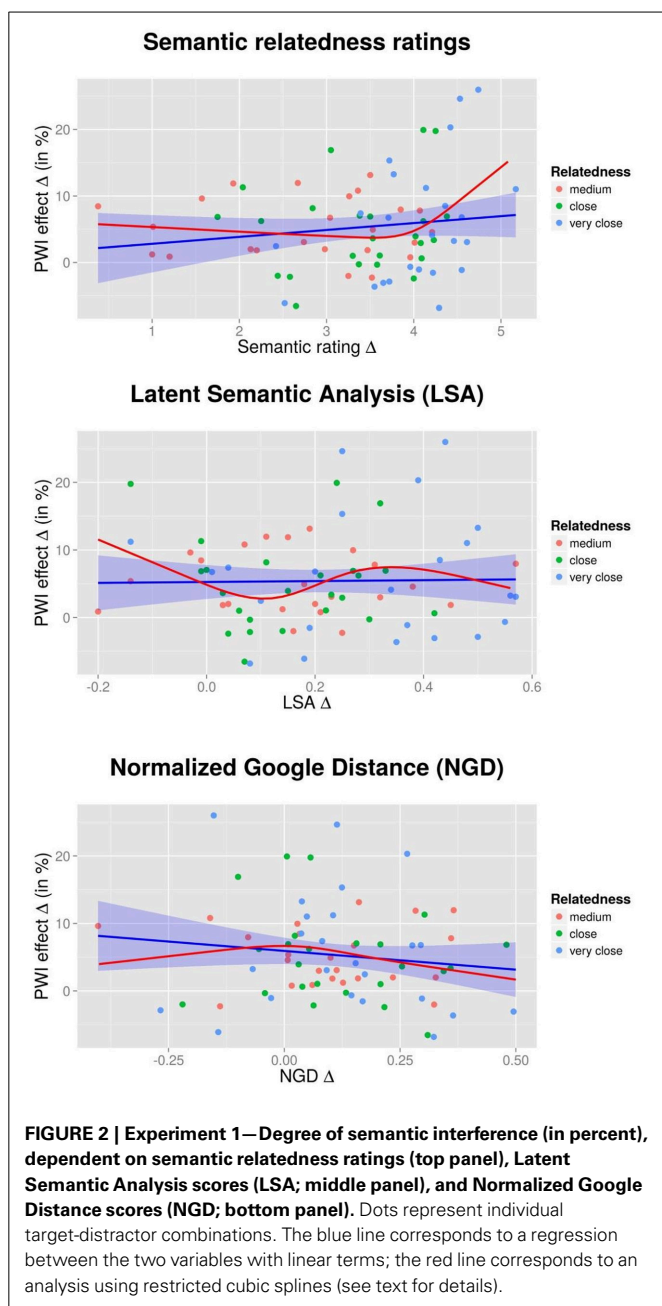 Semantic relatedness ratings
PWI effect Δ (in %)
20
10
0
1 2 3 4 5
Semantic rating Δ
Relatedness
medium
close
very close
Latent Semantic Analysis (LSA)
PWI effect Δ (in %)
20
10
0
-0.2 0.0 0.2 0.4 0.6
LSA Δ
Relatedness
medium
close
very close
Normalized Google Distance (NGD)
PWI effect Δ (in %)
20
10
0
-0.25 0.00 0.25 0.50
NGD Δ
Relatedness
medium
close
very close
FIGURE 2 | Experiment 1—Degree of semantic interference (in percent),
dependent on semantic relatedness ratings (top panel), Latent
Semantic Analysis scores (LSA; middle panel), and Normalized Google
Distance scores (NGD; bottom panel). Dots represent individual
target-distractor combinations. The blue line corresponds to a regression
between the two variables with linear terms; the red line corresponds to an
analysis using restricted cubic splines (see text for details).